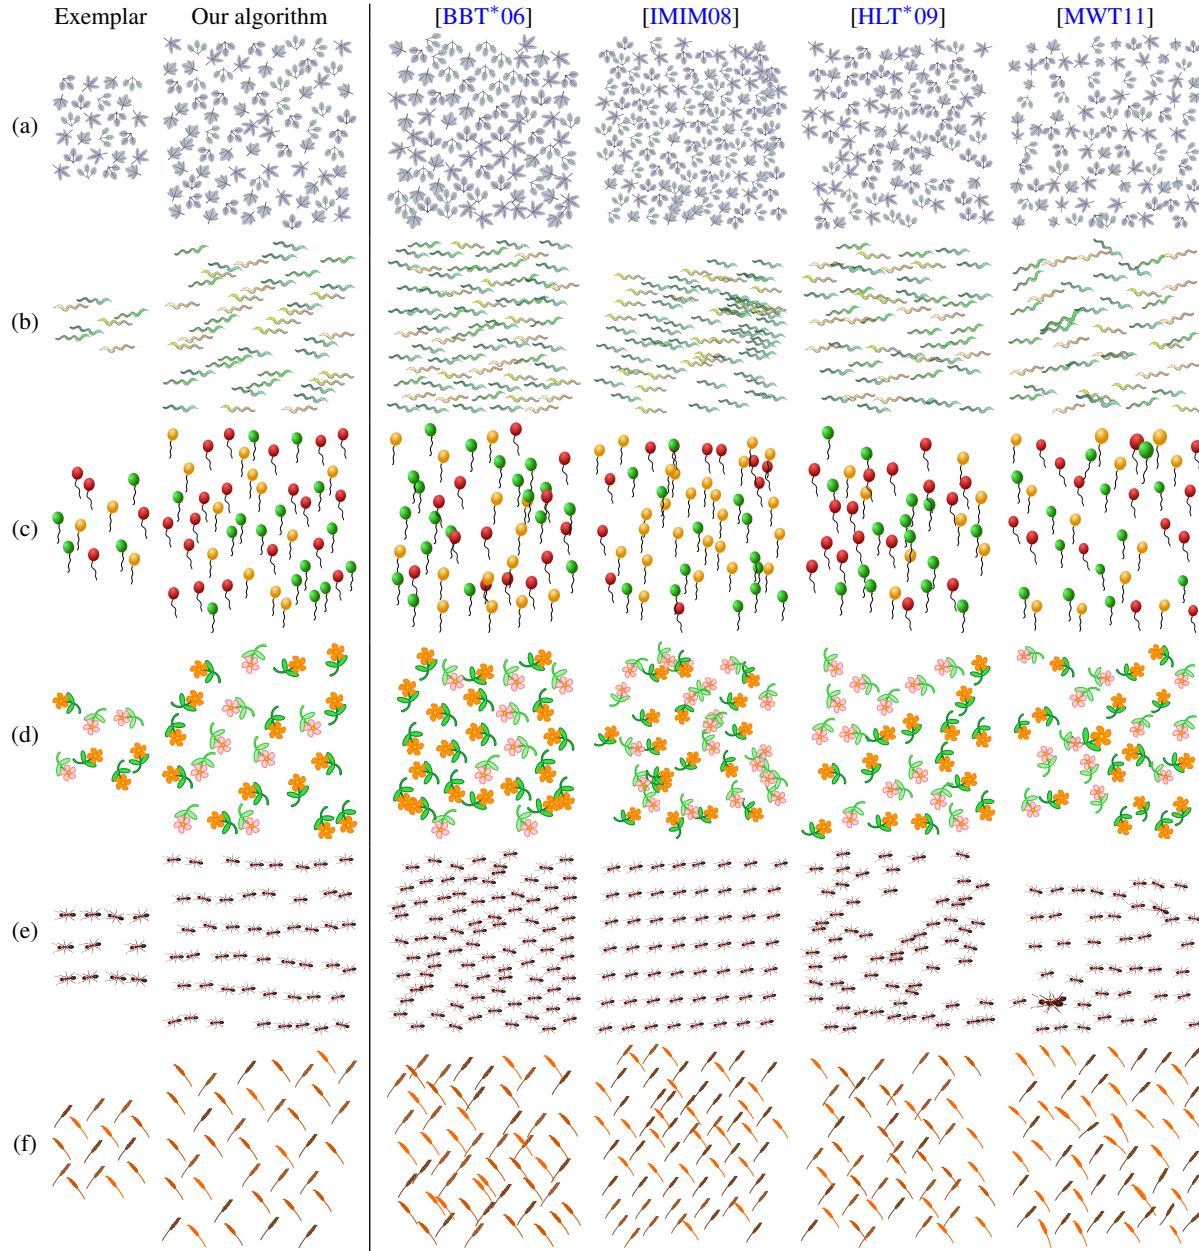 Exemplar Our algorithm [BBT*06] [IMIM08] [HLT*09] [MWT11]
(a)
(b)
(c)
(d)
(e)
(f)